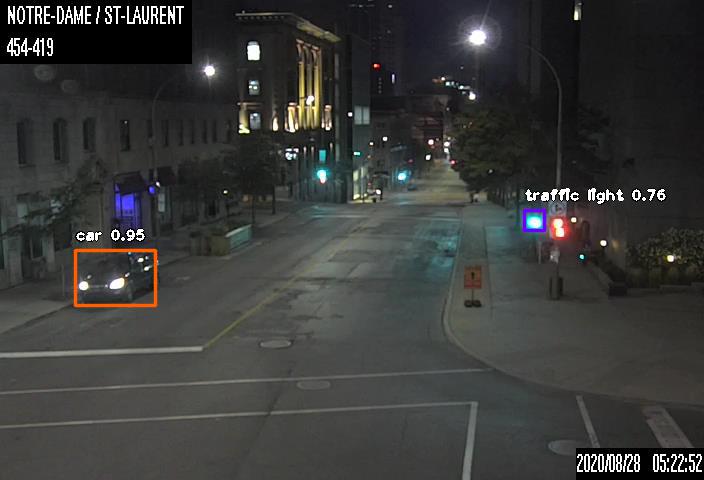 NOTRE-DAME / ST-LAURENT
454-419
traffic light 0.76
car 0.95
2020/08/28 05:22:52